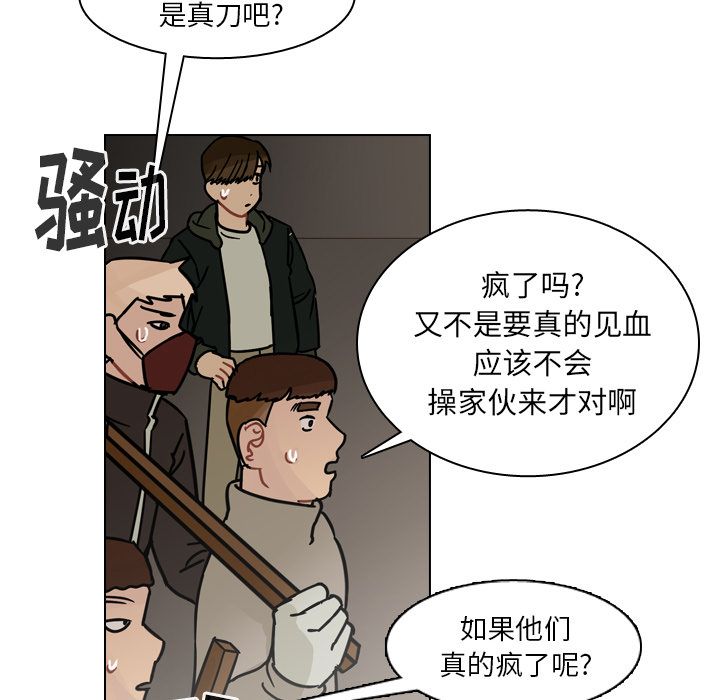 是真刀吧?
骚动
疯了吗?
又不是要真的见血
应该不会
操家伙来才对啊
如果他们
真的疯了呢?